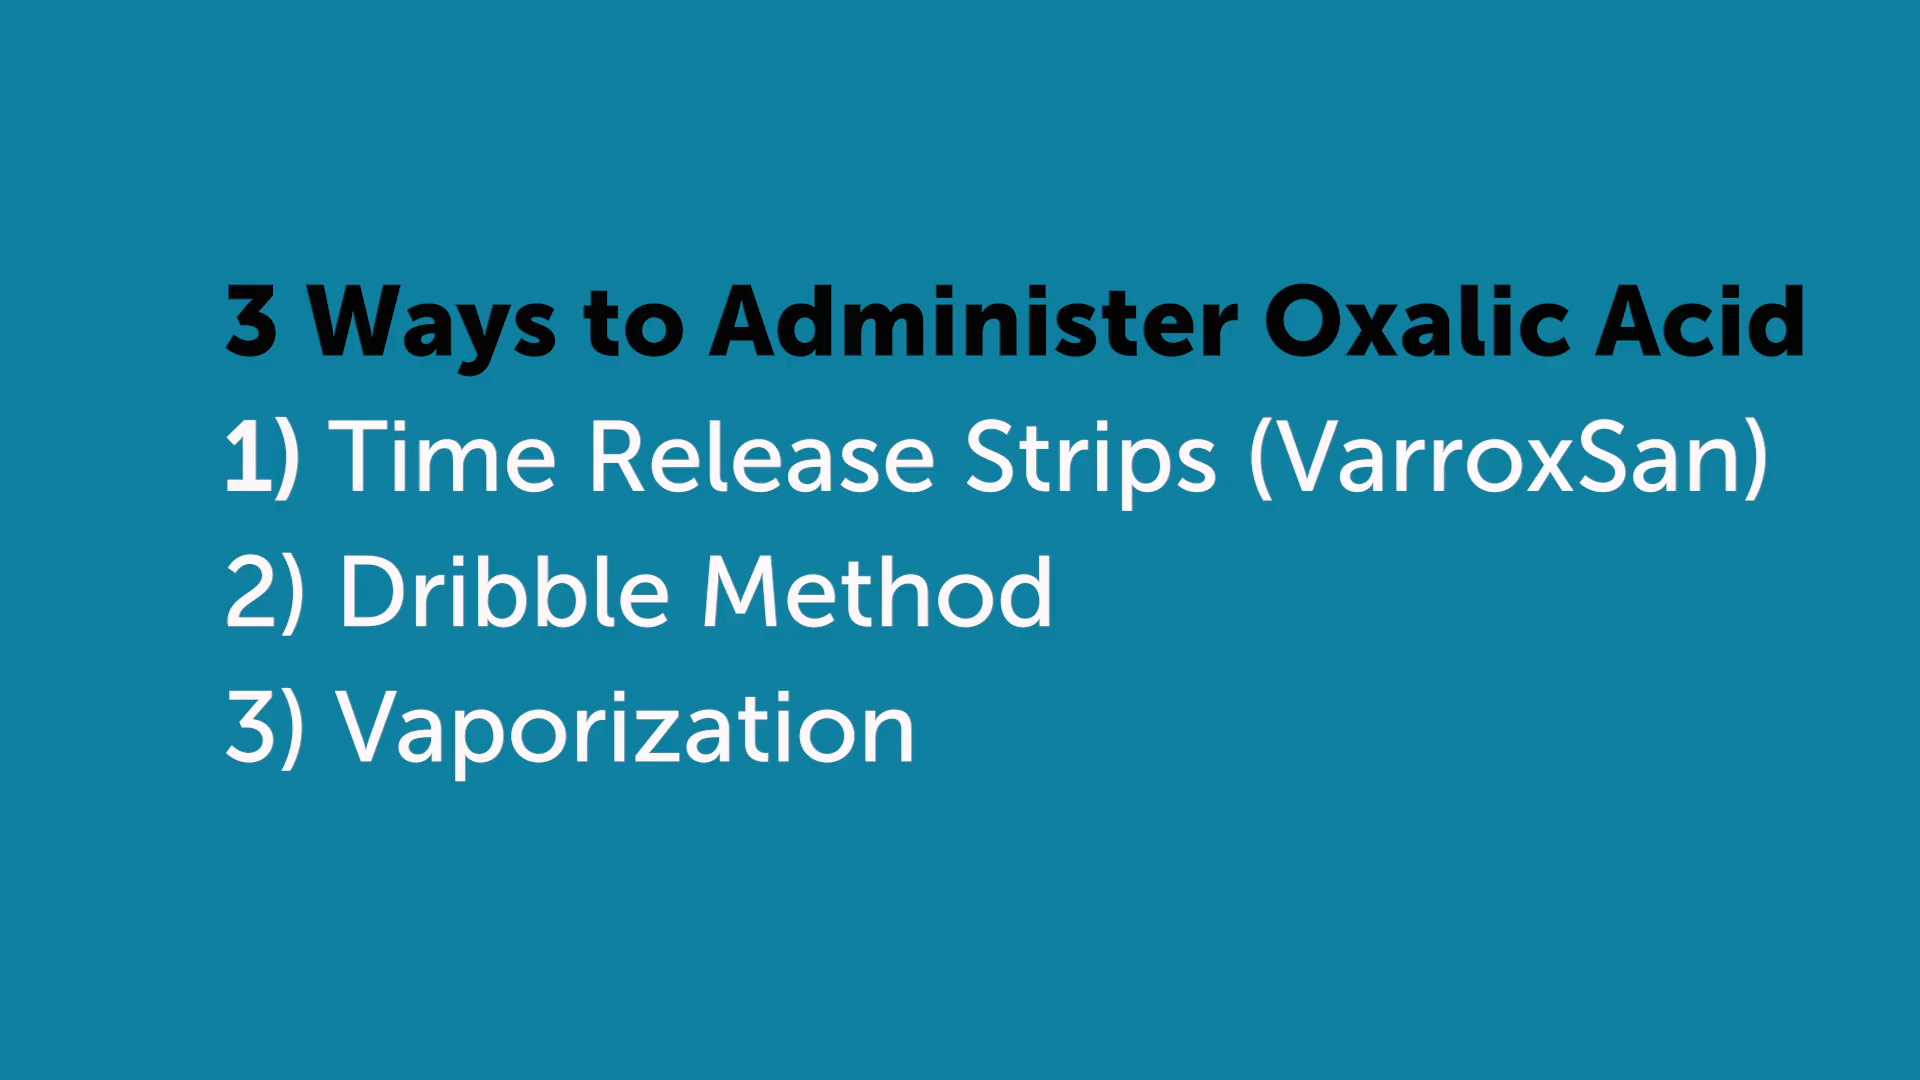 3 Ways to Administer Oxalic Acid
1) Time Release Strips (VarroxSan)
2) Dribble Method
3) Vaporization